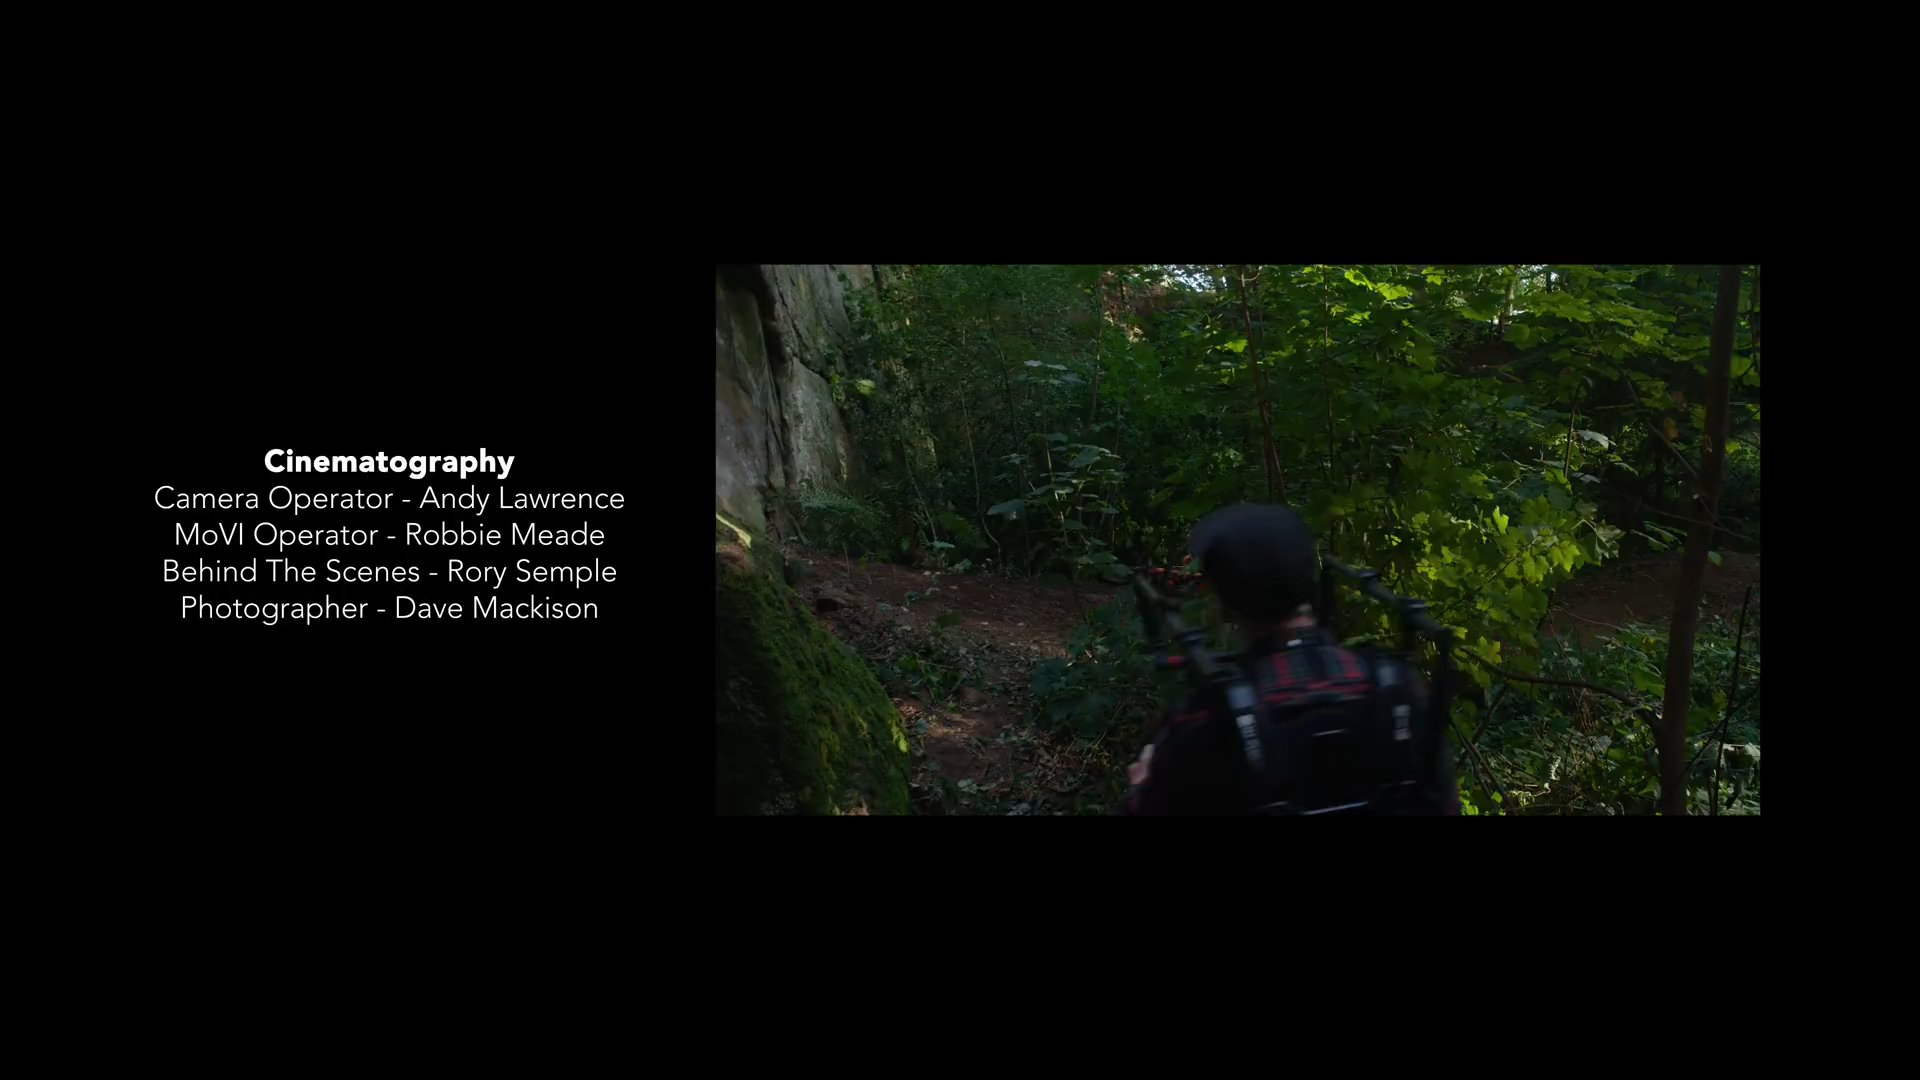 Cinematography
Camera Operator - Andy Lawrence
MoVI Operator - Robbie Meade
Behind The Scenes - Rory Semple
Photographer - Dave Mackison